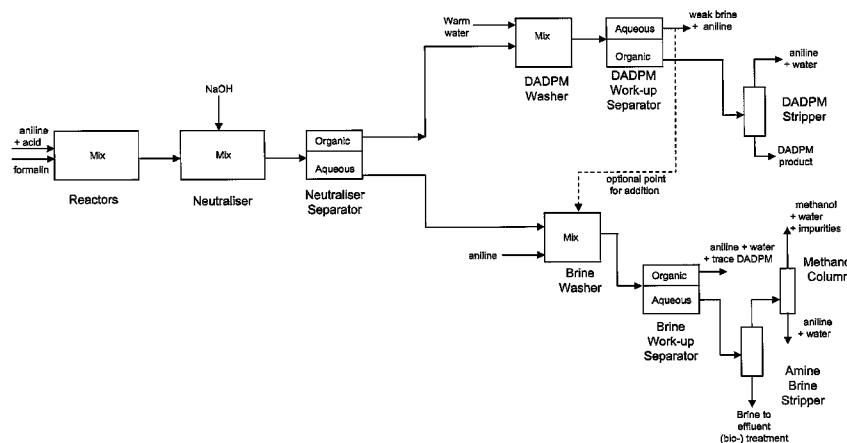 aniline
+ acid
formalin
Mix
Reactors
NaOH
Mix
Neutraliser
Organic
Aqueous
Neutraliser
Separator
Warm
water
Mix
DADPM
Washer
Aqueous
Organic
DADPM
Work-up
Separator
weak brine
+ aniline
aniline
+ water
DADPM
Stripper
DADPM
product
optional point
for addition
aniline
Mix
Brine
Washer
Organic
Aqueous
Brine
Work-up
Separator
aniline + water
+ trace DADPM
methanol
+ water
+ impurities
Methano
Column
aniline
+ water
Amine
Brine
Stripper
Brine to
effluent
(bio-) treatment